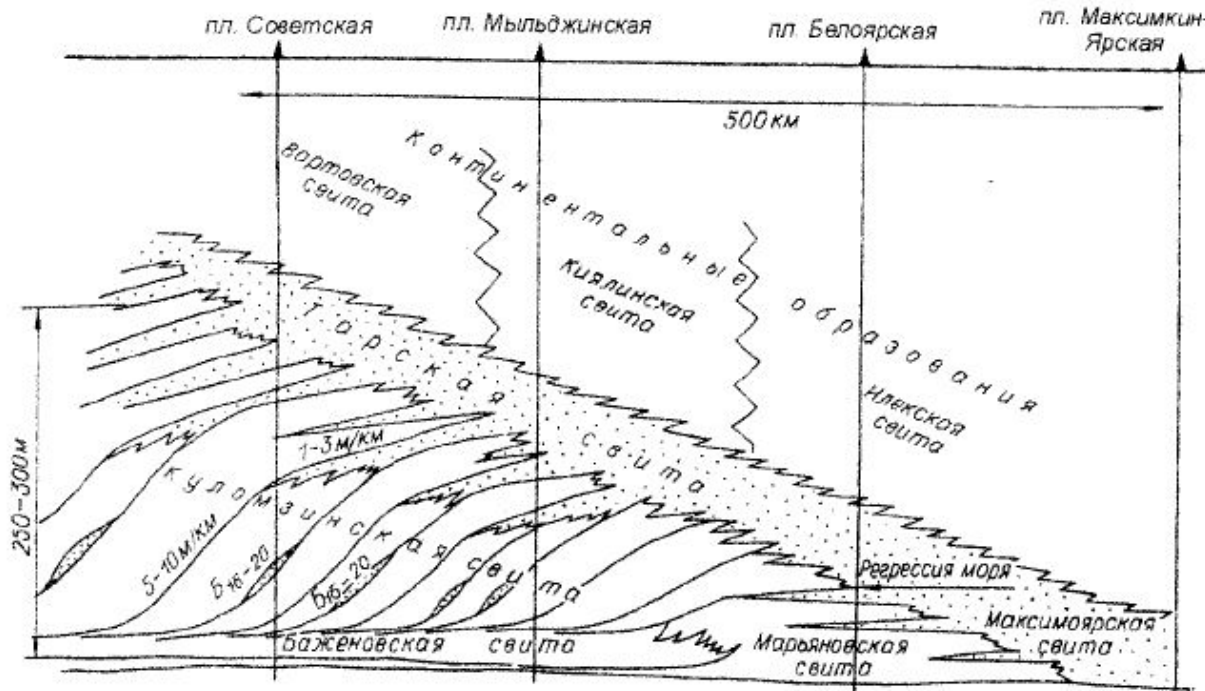 пл. Советская
пл. Мыльджинская
пл. Белоярская
пл. Максимкин-
Ярская
500км
Континентальные образования
Вартовская
свита
Киялинская
свита
Илекская
свита
Тарская свита
250-300м
1-3м/км
куломзинская свита
5-10м/км
Б16-20
Б16-20
Регрессия моря
Баженовская свита
Марьяновская
свита
Максимоярская
свита